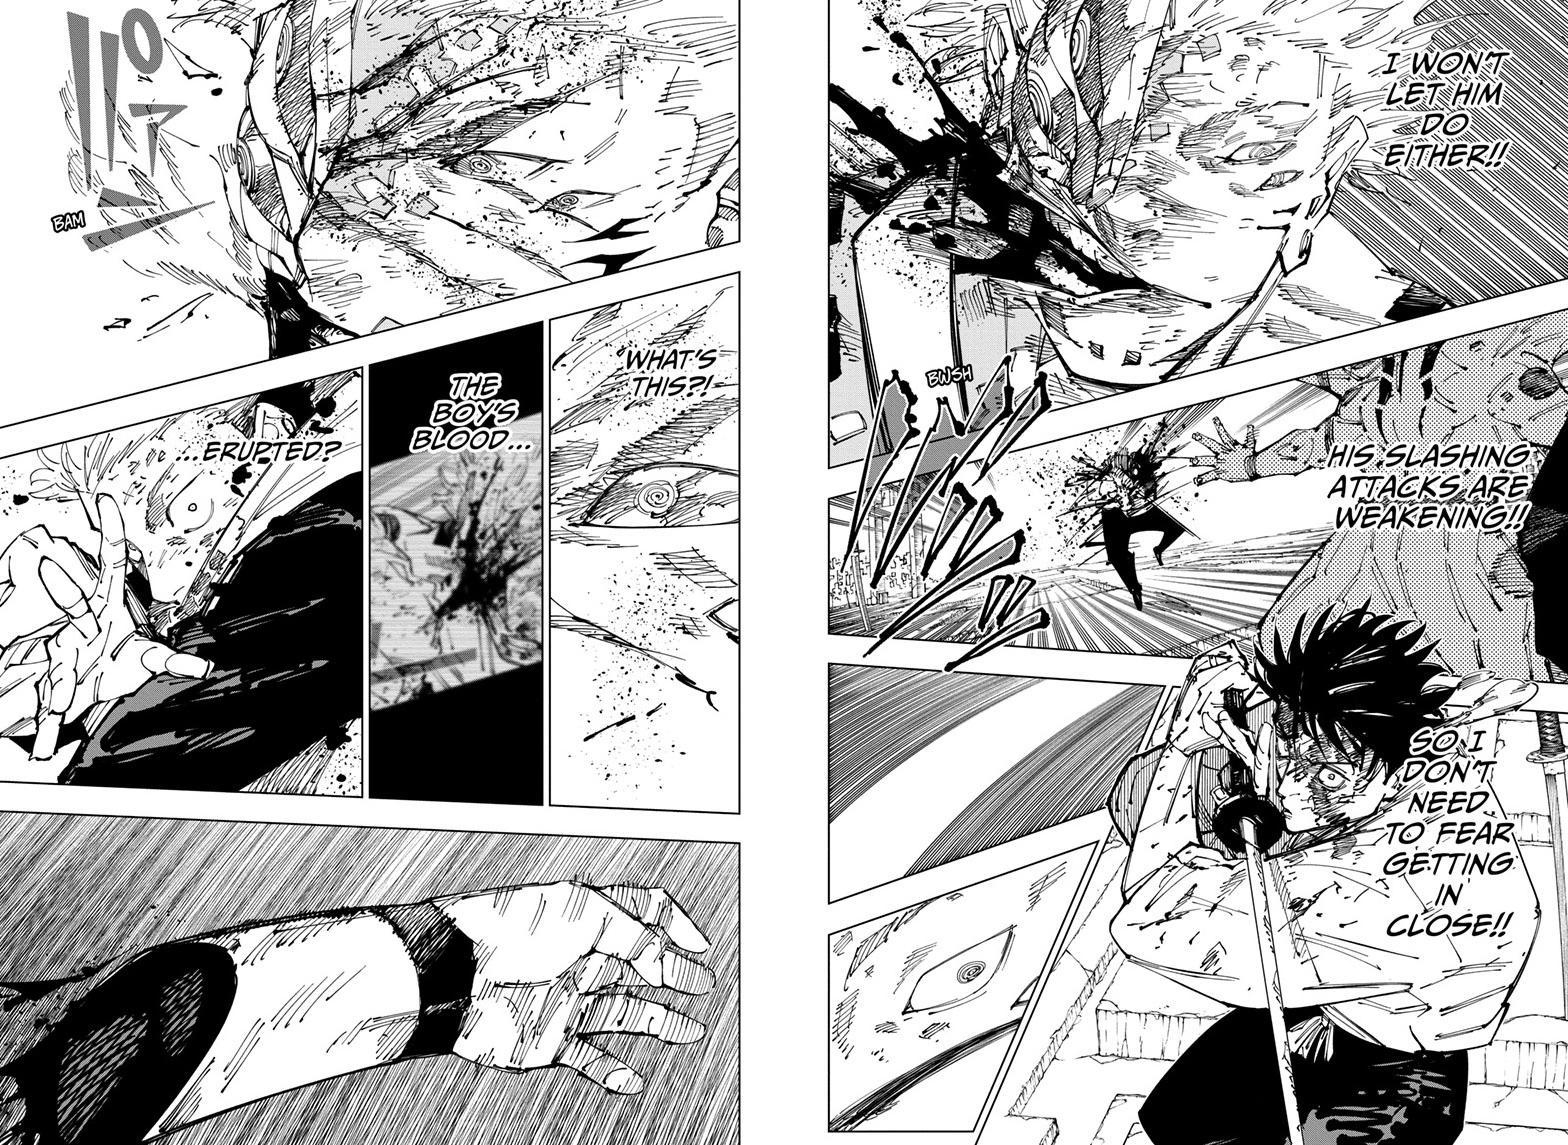 I WON'T
LET HIM
DO
EITHER!!
BWSH
HIS SLASHING
ATTACKS ARE
WEAKENING!!
SO I
DON'T
NEED
TO FEAR
GETTING
IN
CLOSE!!
BAM
WHAT'S
THIS?!
THE
BOY'S
BLOOD...
...ERUPTED?